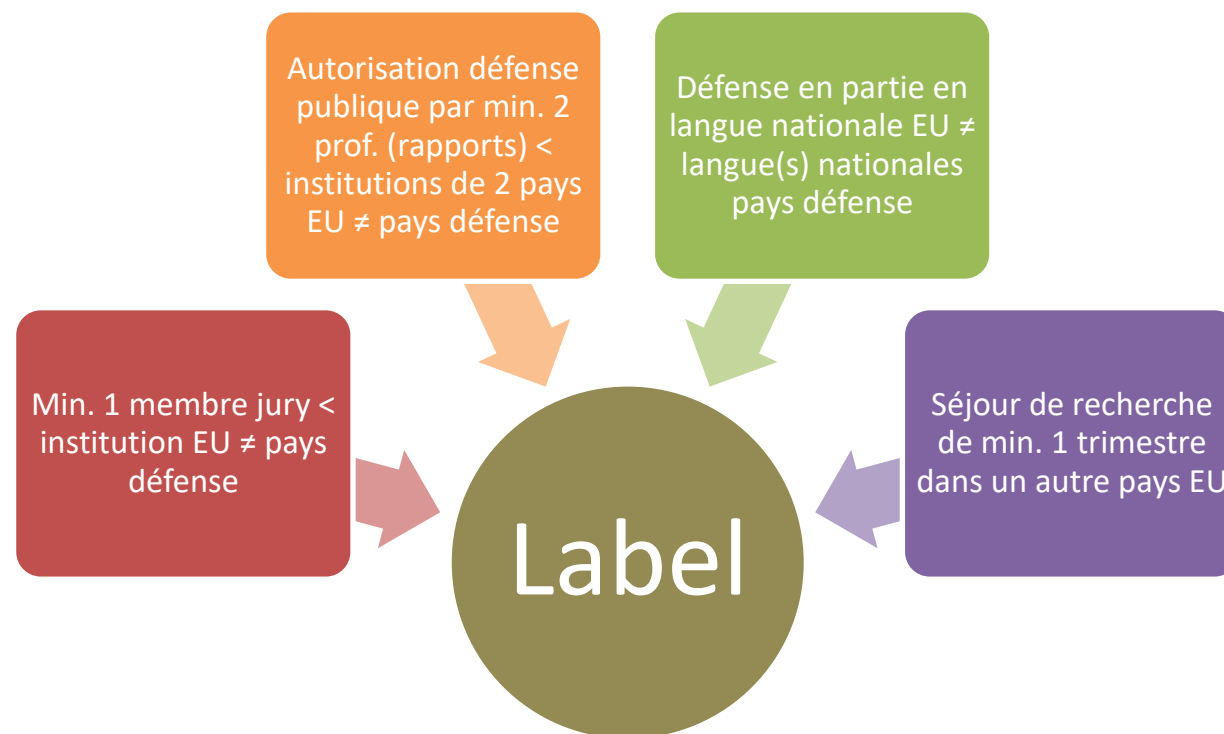 Autorisation défense
publique par min. 2
prof. (rapports) <
institutions de 2 pays
EU ≠ pays défense
Défense en partie en
langue nationale EU ≠
langue(s) nationales
pays défense
Min. 1 membre jury <
institution EU ≠ pays
défense
Séjour de recherche
de min. 1 trimestre
dans un autre pays EU
Label